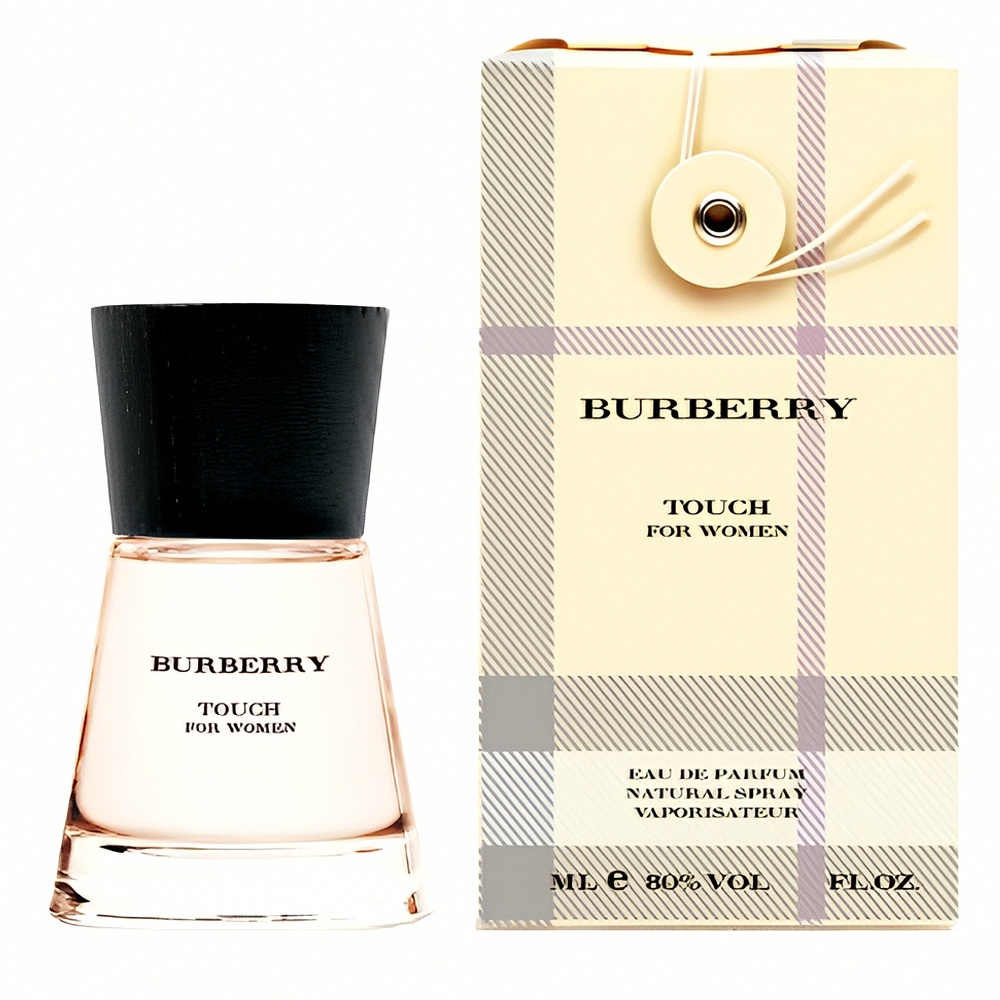 BURBERRY
TOUCH
FOR WOMEN
BURBERRY
TOUCH
FOR WOMEN
EAU DE PARFUM
NATURAL SPRAY
VAPORISATEUR
ML e 80% VOL FL.OZ.